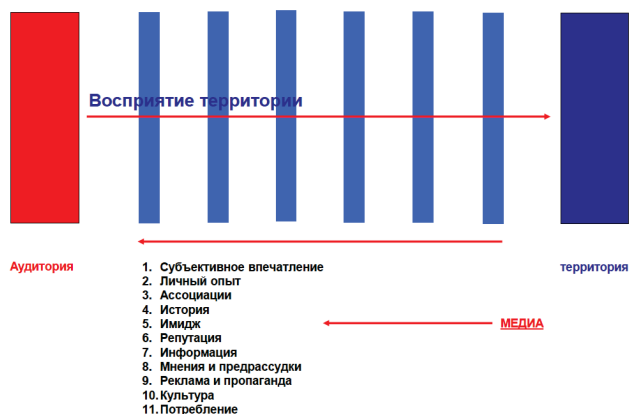 Восприятие территории
Аудитория
территория
1. Субъективное впечатление
2. Личный опыт
3. Ассоциации
4. История
5. Имидж
МЕДИА
6. Репутация
7. Информация
8. Мнения и предрассудки
9. Реклама и пропаганда
10. Культура
11. Потребление